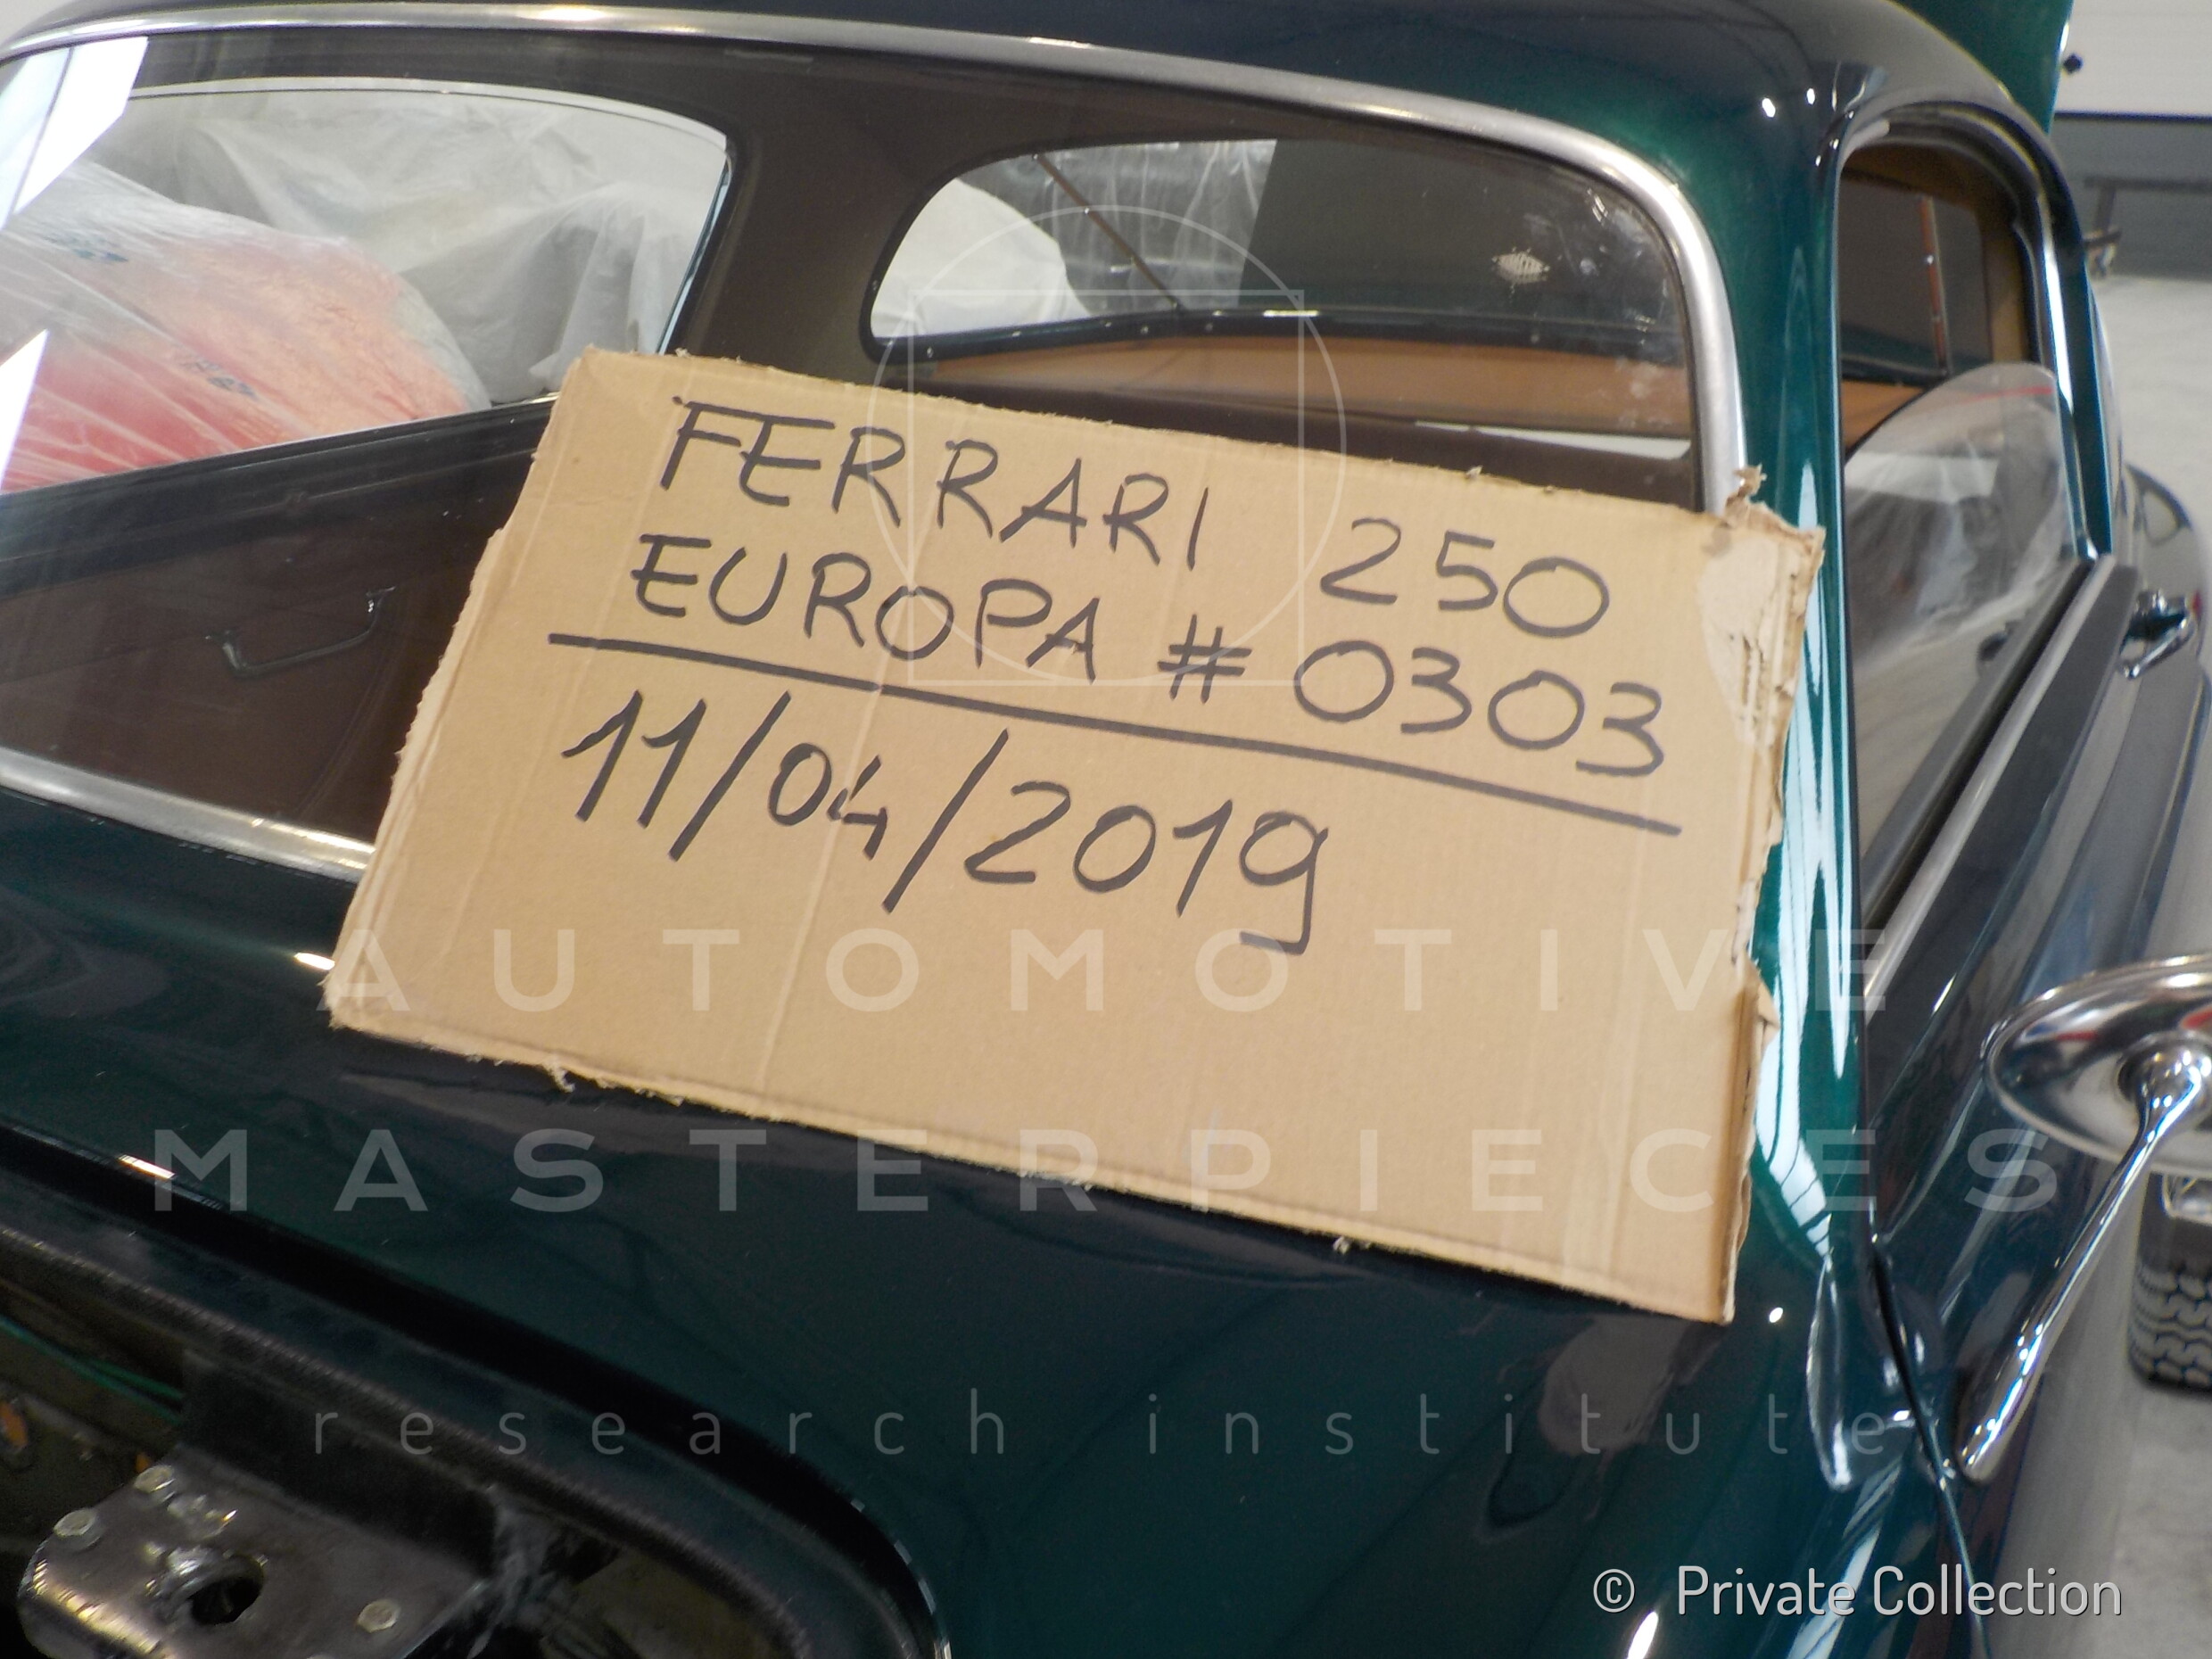 FERRARI 250
EUROPA # 0303
11/04/2019
AUTOMOTIVE
MASTERPIECES
research institute
© Private Collection